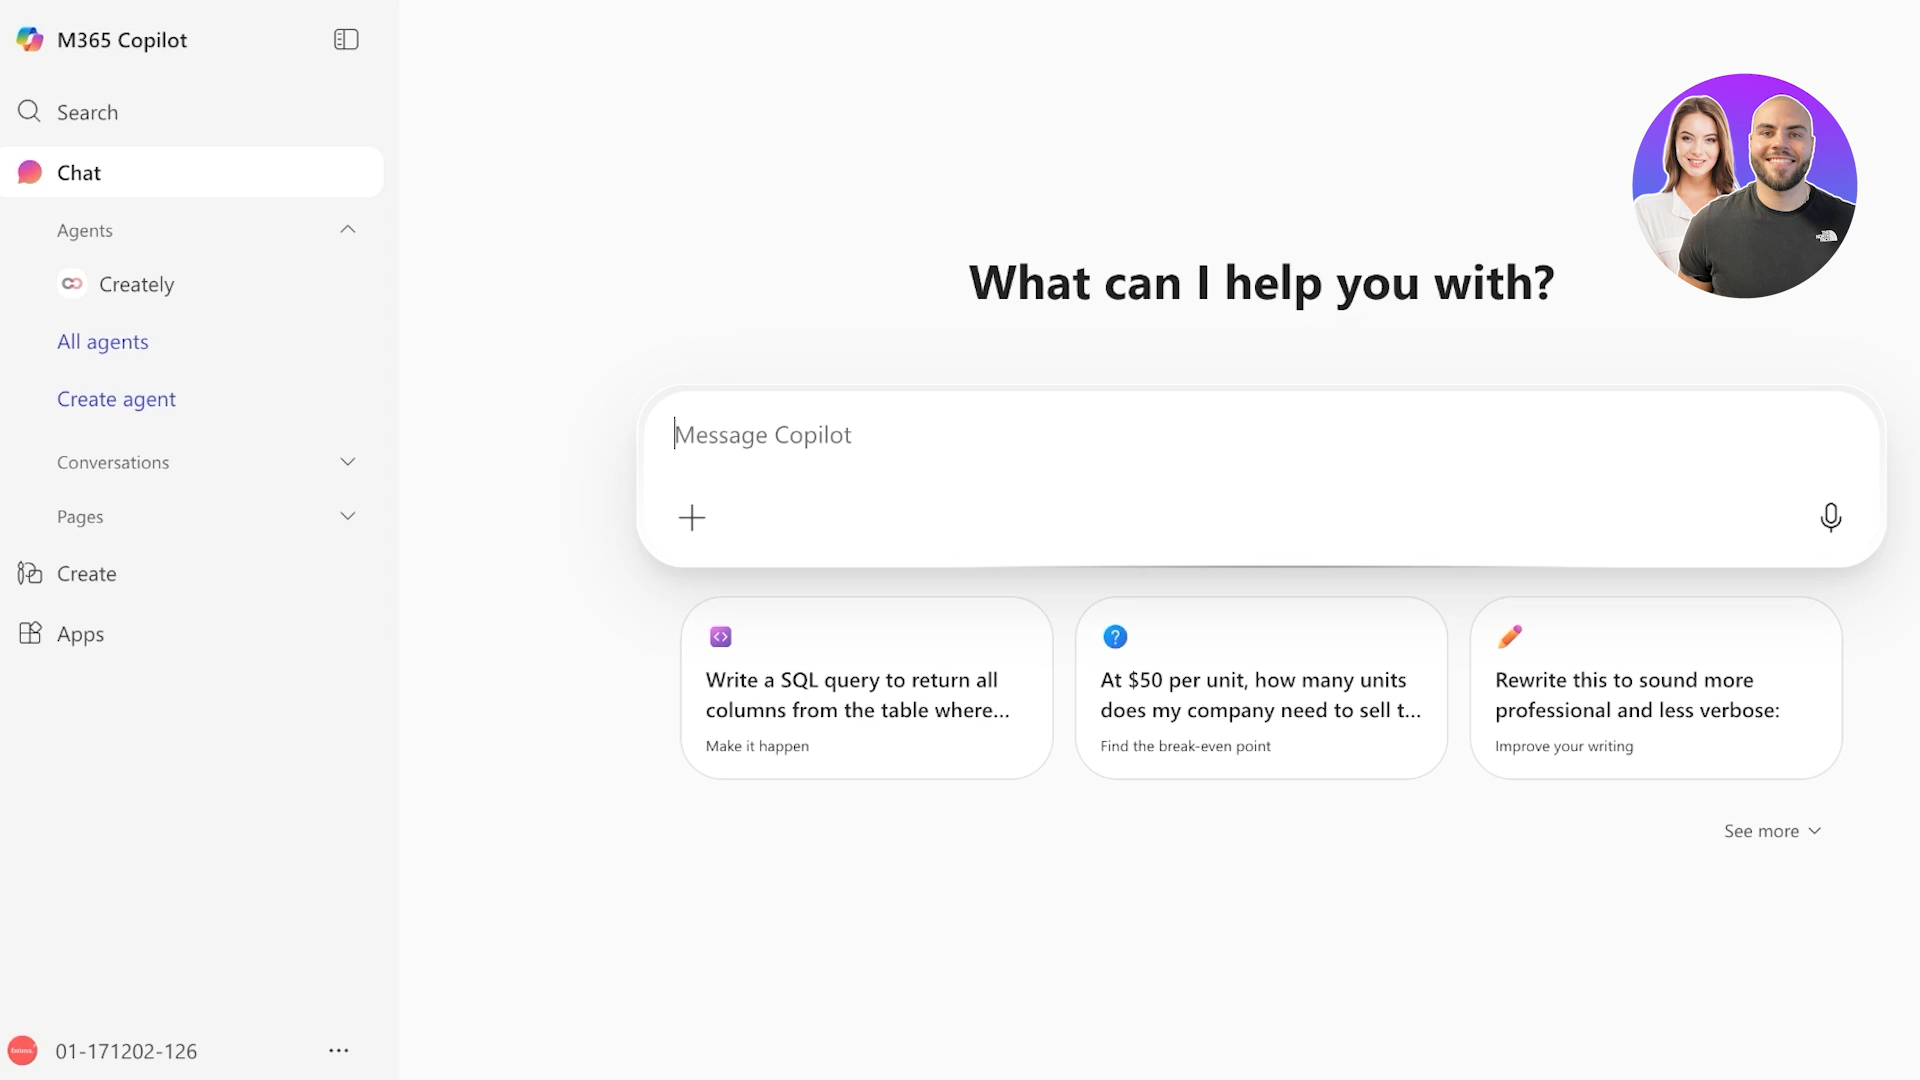 M365 Copilot
Search
Chat
Agents
Creately
All agents
Create agent
Conversations
Pages
Create
Apps
01-171202-126
What can I help you with?
Message Copilot
Write a SQL query to return all
columns from the table where...
Make it happen
At $50 per unit, how many units
does my company need to sell t...
Find the break-even point
Rewrite this to sound more
professional and less verbose:
Improve your writing
See more